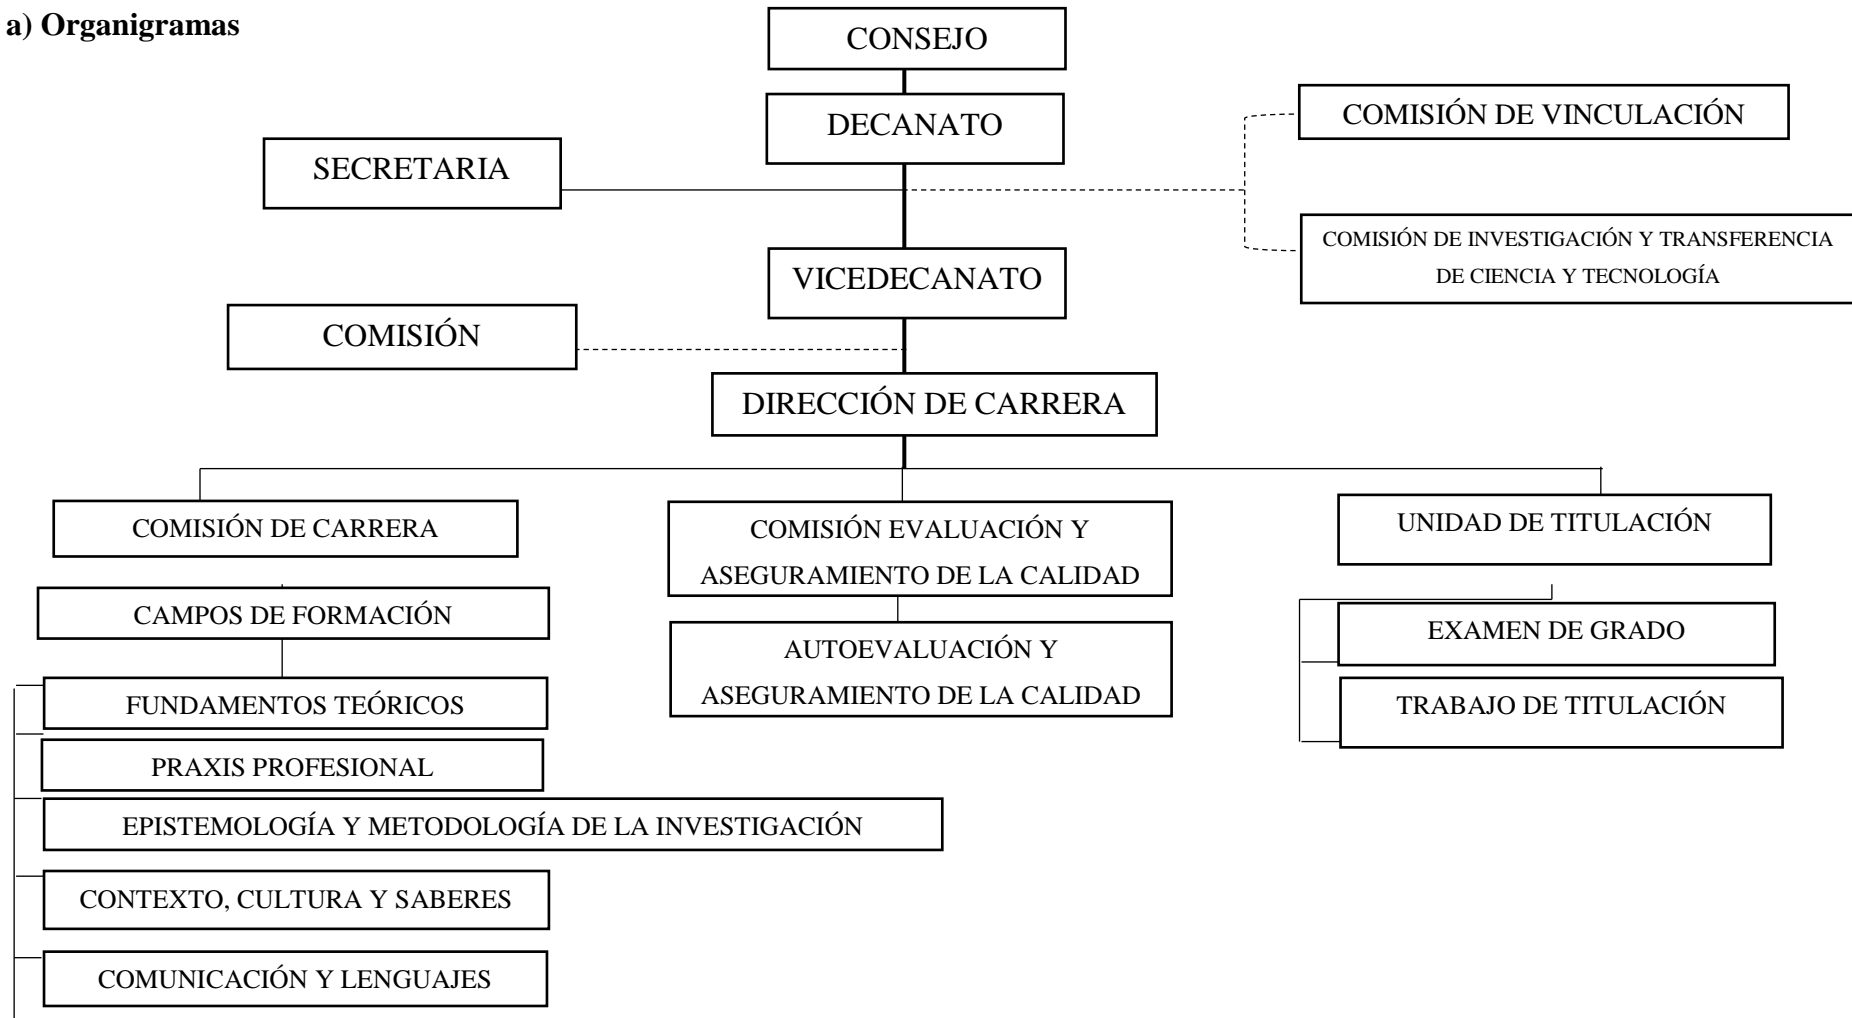 a) Organigramas
CONSEJO
DECANATO
COMISIÓN DE VINCULACIÓN
SECRETARIA
COMISIÓN DE INVESTIGACIÓN Y TRANSFERENCIA
DE CIENCIA Y TECNOLOGÍA
VICEDECANATO
COMISIÓN
DIRECCIÓN DE CARRERA
COMISIÓN DE CARRERA
CAMPOS DE FORMACIÓN
FUNDAMENTOS TEÓRICOS
PRAXIS PROFESIONAL
EPISTEMOLOGÍA Y METODOLOGÍA DE LA INVESTIGACIÓN
CONTEXTO, CULTURA Y SABERES
COMUNICACIÓN Y LENGUAJES
COMISIÓN EVALUACIÓN Y
ASEGURAMIENTO DE LA CALIDAD
AUTOEVALUACIÓN Y
ASEGURAMIENTO DE LA CALIDAD
UNIDAD DE TITULACIÓN
EXAMEN DE GRADO
TRABAJO DE TITULACIÓN